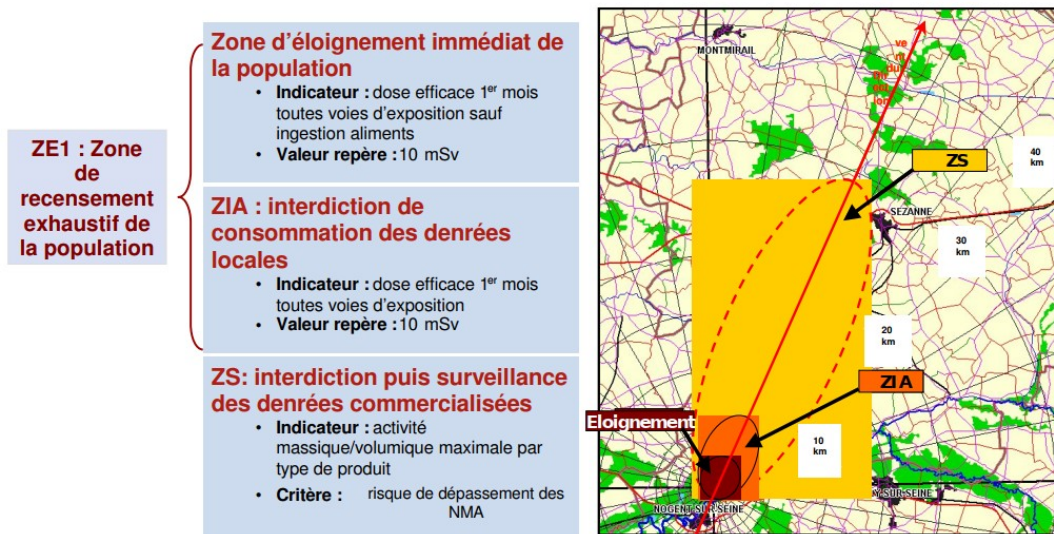 ZE1 : Zone
de
recensement
exhaustif de
la population
Zone d'éloignement immédiat de
la population
• Indicateur : dose efficace 1er mois
toutes voies d'exposition sauf
ingestion aliments
• Valeur repère : 10 mSv
ZIA : interdiction de
consommation des denrées
locales
• Indicateur : dose efficace 1er mois
toutes voies d'exposition
• Valeur repère : 10 mSv
ZS: interdiction puis surveillance
des denrées commercialisées
• Indicateur : activité
massique/volumique maximale par
type de produit
• Critère : risque de dépassement des
NMA
MONTMIRAIL
ZS
40
km
SEZANNE
30
km
20
km
ZIA
Eloignement
10
km
Y-SUR-SEINE
NOGENT SUR SEINE